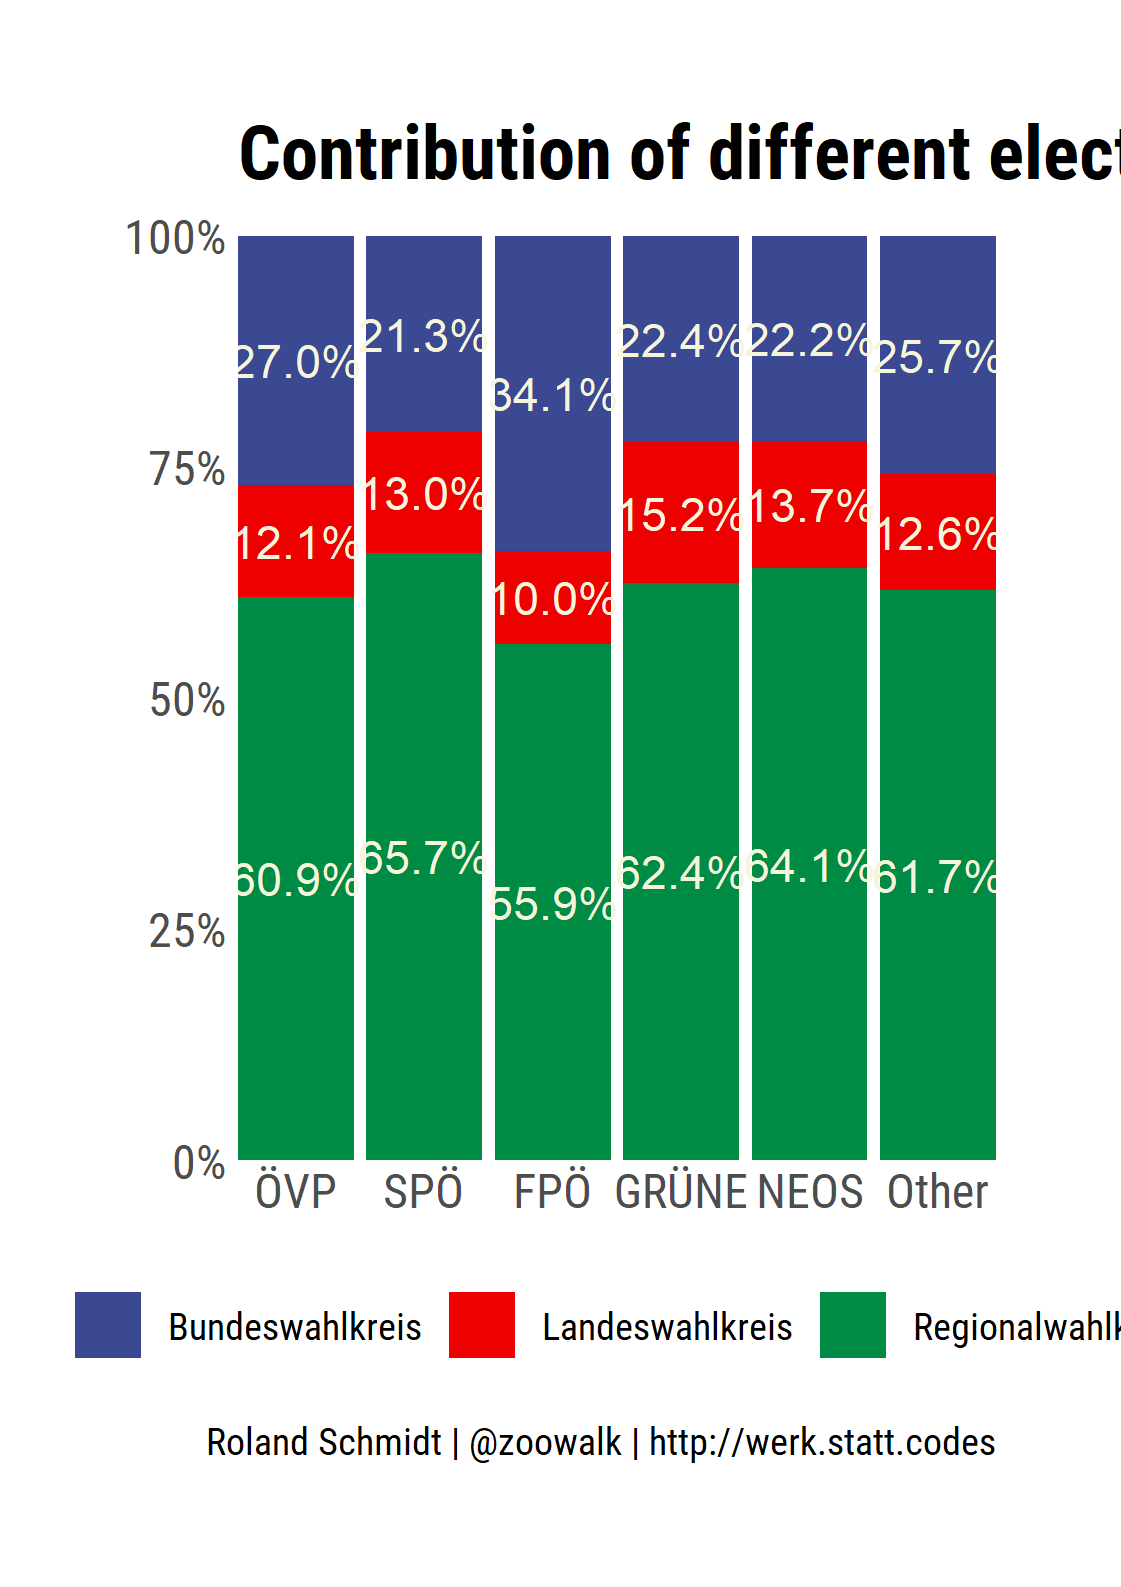 Contribution of different elect
100%
75%
50%
25%
0%
27.0% 21.3% 34.1% 22.4% 22.2% 25.7%
12.1% 13.0% 10.0% 15.2% 13.7% 12.6%
60.9% 65.7% 55.9% 62.4% 64.1% 61.7%
ÖVP SPÖ FPÖ GRÜNE NEOS Other
Bundeswahlkreis Landeswahlkreis Regionalwahlk
Roland Schmidt | @zoowalk | http://werk.statt.codes